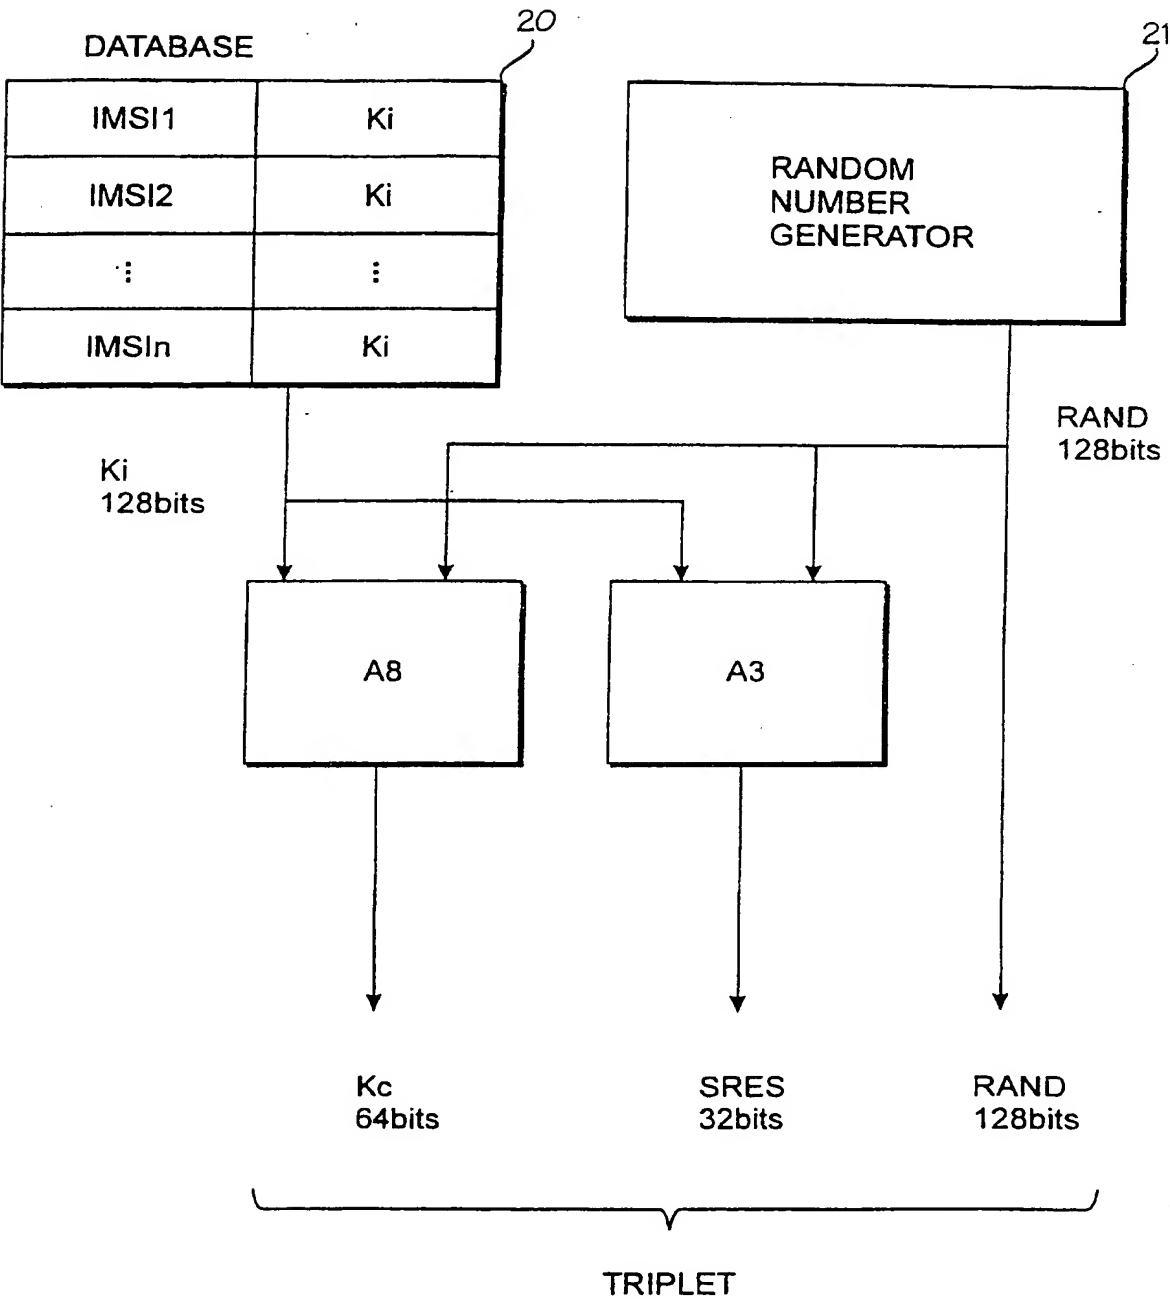 20
DATABASE
21
IMSI1
Ki
IMSI2
Ki
⋮
⋮
IMSIn
Ki
RANDOM
NUMBER
GENERATOR
RAND
128bits
Ki
128bits
A8
A3
Kc
64bits
SRES
32bits
RAND
128bits
TRIPLET